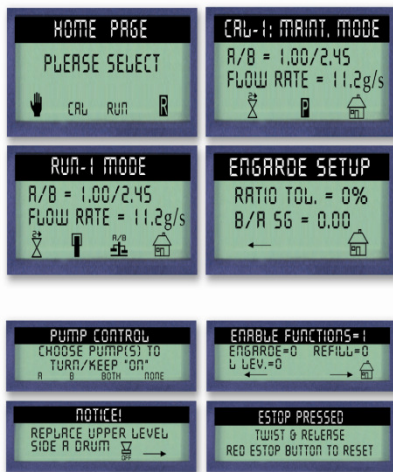 HOME PAGE
PLEASE SELECT
CAL RUN R
CAL-1: MAINT. MODE
A/B = 1.00/2.45
FLOW RATE = 11.2g/s
P
RUN-1 MODE
A/B = 1.00/2.45
FLOW RATE = 11.2g/s
A/B
ENGARDE SETUP
RATIO TOL. = 0%
B/A SG = 0.00
PUMP CONTROL
CHOOSE PUMP(S) TO
TURN/KEEP "ON"
A B BOTH NONE
ENABLE FUNCTIONS=1
ENGARDE=0 REFILL=0
L LEV.=0
NOTICE!
REPLACE UPPER LEVEL
SIDE A DRUM
OFF
ESTOP PRESSED
TWIST & RELEASE
RED ESTOP BUTTON TO RESET